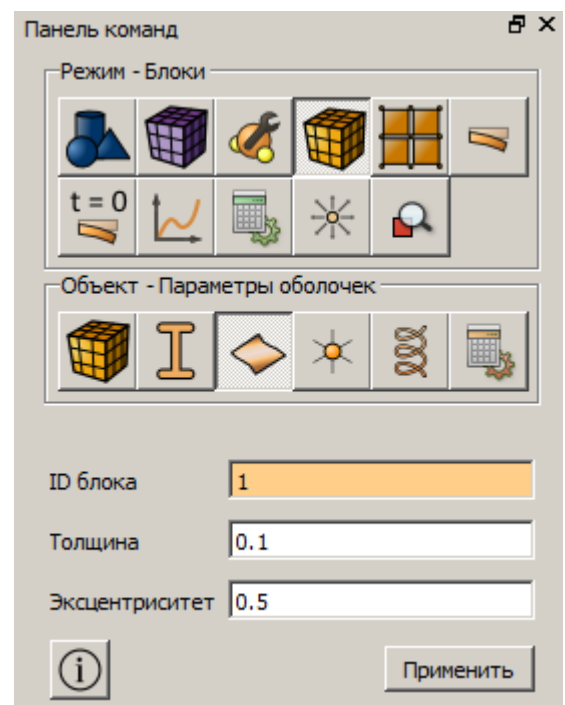 Панель команд
Режим - Блоки
t = 0
Объект - Параметры оболочек
ID блока 1
Толщина 0.1
Эксцентриситет 0.5
i Применить